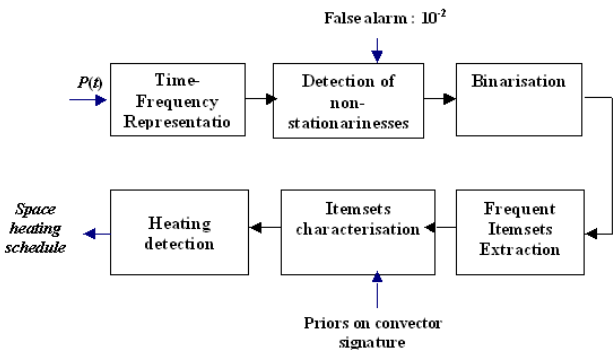 False alarm : 10⁻²
P(t)
Time-
Frequency
Representatio
Detection of
non-
stationarinesses
Binarisation
Space
heating
schedule
Heating
detection
Itemsets
characterisation
Frequent
Itemsets
Extraction
Priors on convector
signature